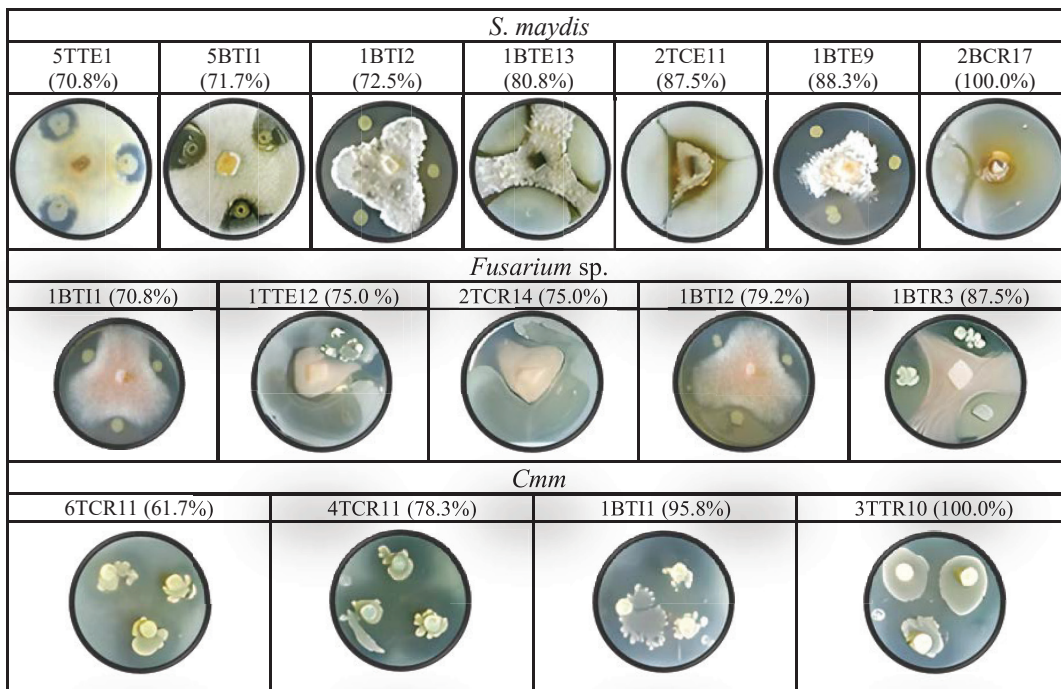 S. maydis
5TTE1 5BTI1 1BTI2 1BTE13 2TCE11 1BTE9 2BCR17
(70.8%) (71.7%) (72.5%) (80.8%) (87.5%) (88.3%) (100.0%)
Fusarium sp.
1BTI1 (70.8%) 1TTE12 (75.0 %) 2TCR14 (75.0%) 1BTI2 (79.2%) 1BTR3 (87.5%)
Cmm
6TCR11 (61.7%) 4TCR11 (78.3%) 1BTI1 (95.8%) 3TTR10 (100.0%)